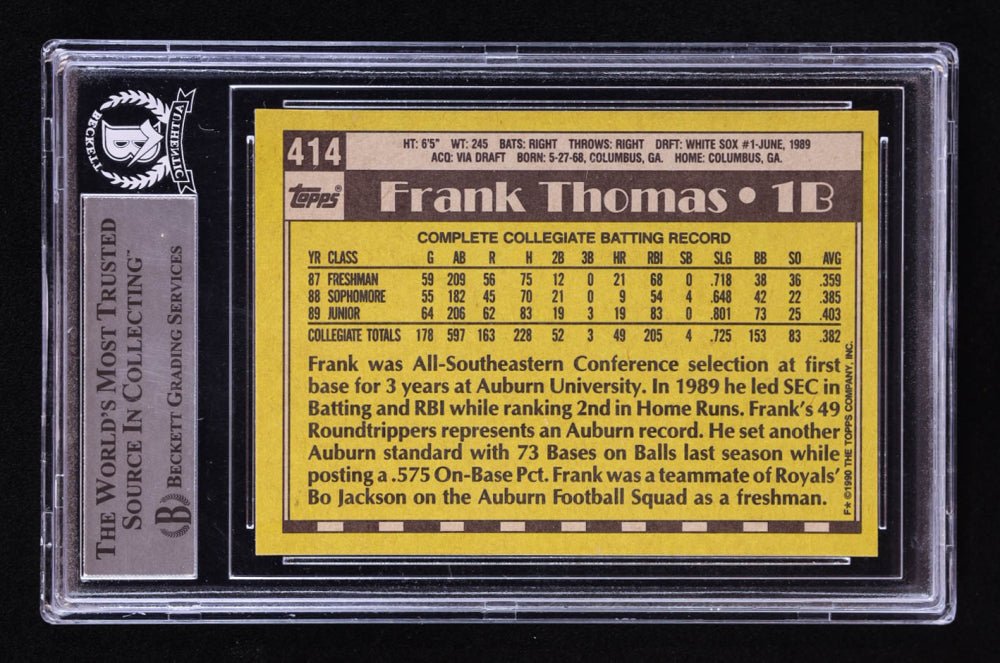 BECKETT
AUTHENTIC
B
THE WORLD'S MOST TRUSTED
SOURCE IN COLLECTING™
B BECKETT GRADING SERVICES
414
HT: 6'5" WT: 245 BATS: RIGHT THROWS: RIGHT DRFT: WHITE SOX #1-JUNE, 1989
ACQ: VIA DRAFT BORN: 5-27-68, COLUMBUS, GA. HOME: COLUMBUS, GA.
Topps®
Frank Thomas • 1B
COMPLETE COLLEGIATE BATTING RECORD
YR CLASS G AB R H 2B 3B HR RBI SB SLG BB SO AVG
87 FRESHMAN 59 209 56 75 12 0 21 68 0 .718 38 36 .359
88 SOPHOMORE 55 182 45 70 21 0 9 54 4 .648 42 22 .385
89 JUNIOR 64 206 62 83 19 3 19 83 0 .801 73 25 .403
COLLEGIATE TOTALS 178 597 163 228 52 3 49 205 4 .725 153 83 .382
Frank was All-Southeastern Conference selection at first
base for 3 years at Auburn University. In 1989 he led SEC in
Batting and RBI while ranking 2nd in Home Runs. Frank's 49
Roundtrippers represents an Auburn record. He set another
Auburn standard with 73 Bases on Balls last season while
posting a .575 On-Base Pct. Frank was a teammate of Royals'
Bo Jackson on the Auburn Football Squad as a freshman.
F★ ©1990 THE TOPPS COMPANY, INC.